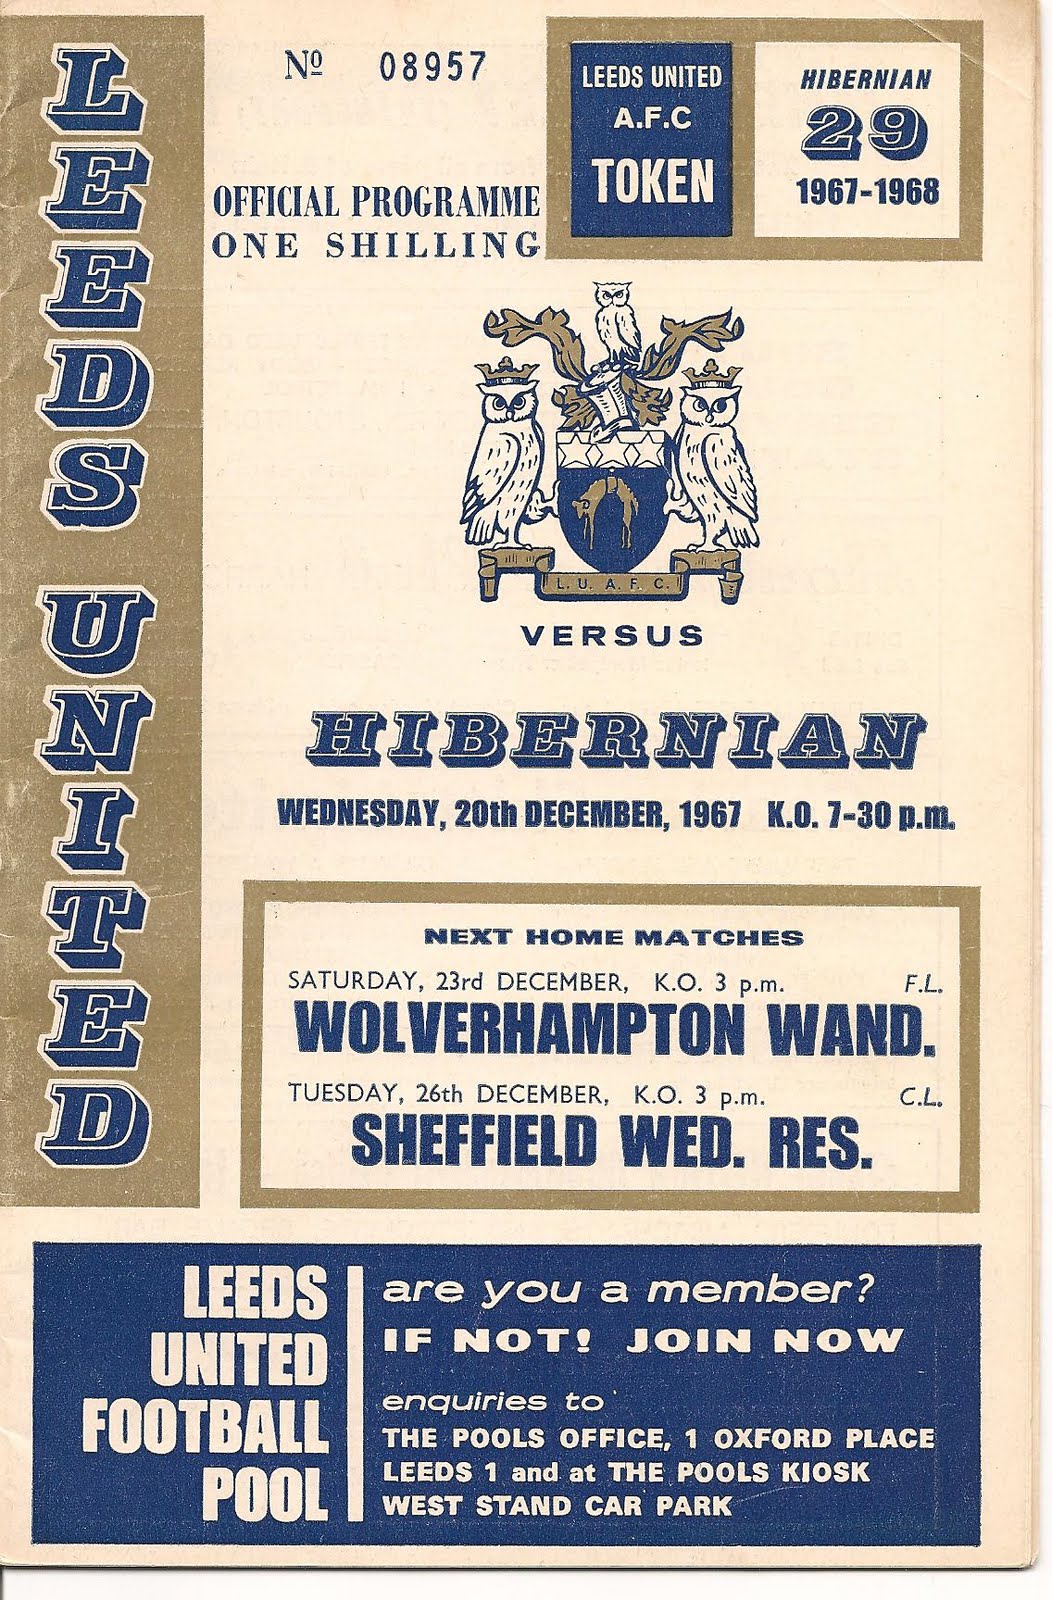 LEEDS UNITED
Nº 08957
OFFICIAL PROGRAMME
ONE SHILLING
LEEDS UNITED
A.F.C
TOKEN
HIBERNIAN
29
1967-1968
L. U. A. F. C.
VERSUS
HIBERNIAN
WEDNESDAY, 20th DECEMBER, 1967 K.O. 7-30 p.m.
NEXT HOME MATCHES
SATURDAY, 23rd DECEMBER, K.O. 3 p.m. F.L.
WOLVERHAMPTON WAND.
TUESDAY, 26th DECEMBER, K.O. 3 p.m. C.L.
SHEFFIELD WED. RES.
LEEDS
UNITED
FOOTBALL
POOL
are you a member?
IF NOT! JOIN NOW
enquiries to
THE POOLS OFFICE, 1 OXFORD PLACE
LEEDS 1 and at THE POOLS KIOSK
WEST STAND CAR PARK